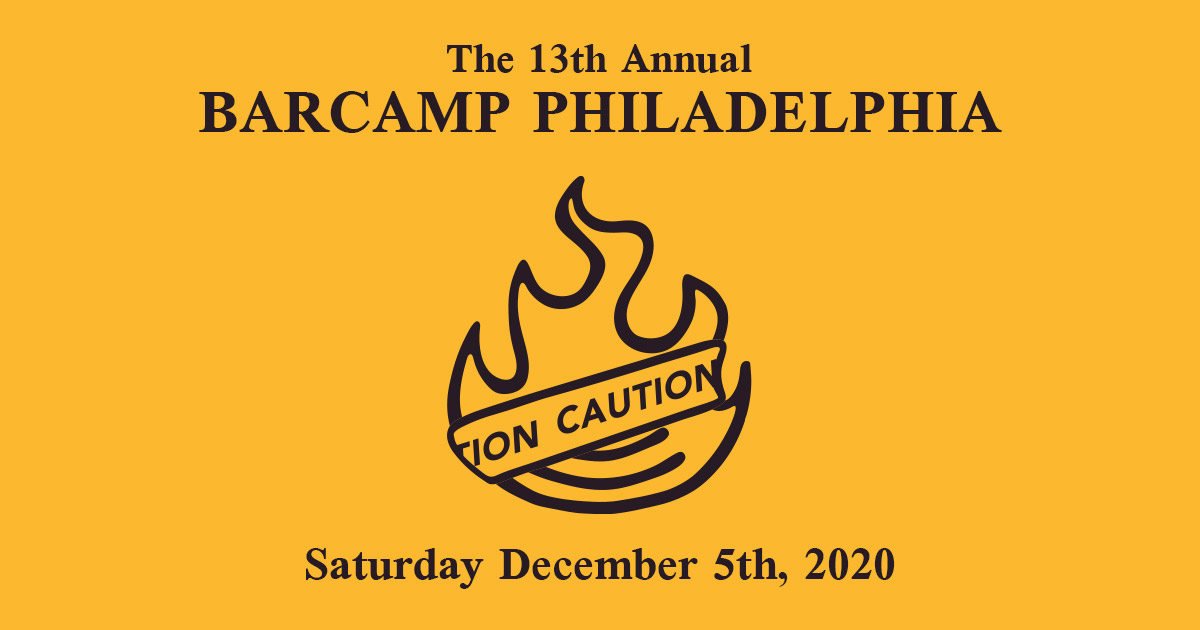 The 13th Annual
BARCAMP PHILADELPHIA
TION CAUTION
Saturday December 5th, 2020